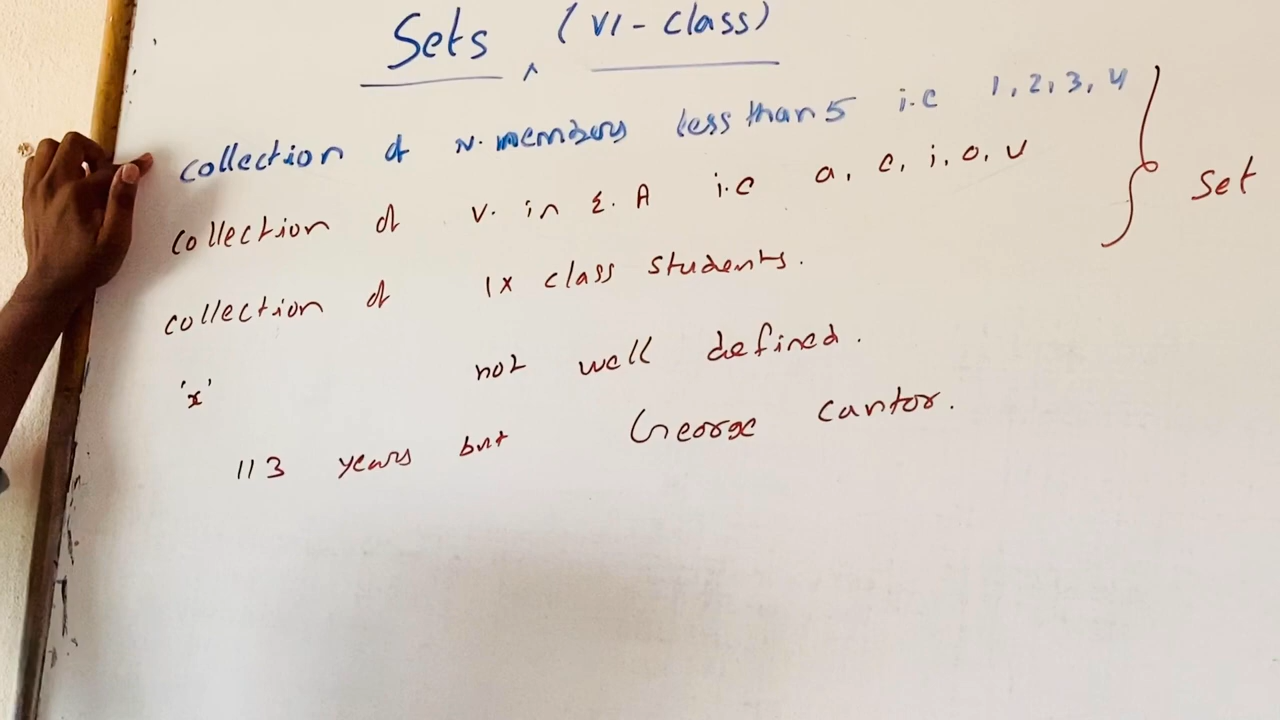 Sets (VI - class)
collection of N. members less than 5 i.e 1, 2, 3, 4
collection of V. in E. A i.e a, e, i, o, u
Set
collection of IX class students.
'x' not well defined.
113 years but George Cantor.